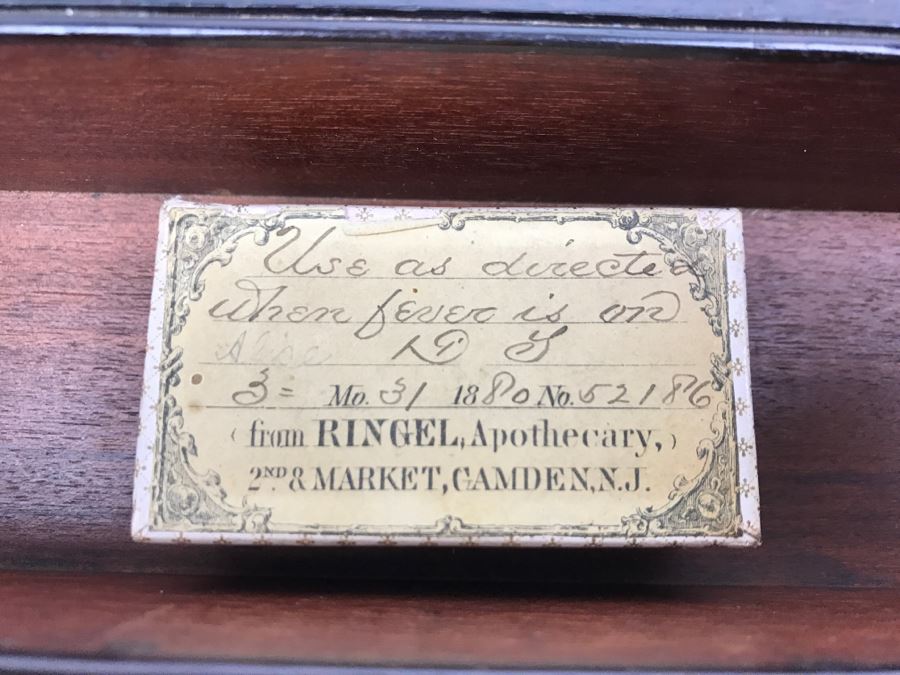 Use as directed
when fever is on
D G
3= Mo. 31 1880 No. 52186
(from RINGEL, Apothecary,)
2ND & MARKET, CAMDEN, N.J.